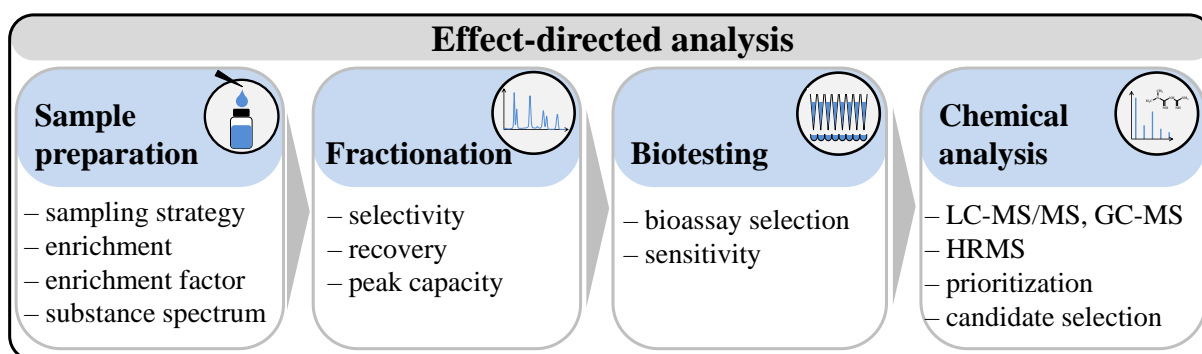 Effect-directed analysis
Sample
preparation
– sampling strategy
– enrichment
– enrichment factor
– substance spectrum
Fractionation
– selectivity
– recovery
– peak capacity
Biotesting
– bioassay selection
– sensitivity
Chemical
analysis
– LC-MS/MS, GC-MS
– HRMS
– prioritization
– candidate selection